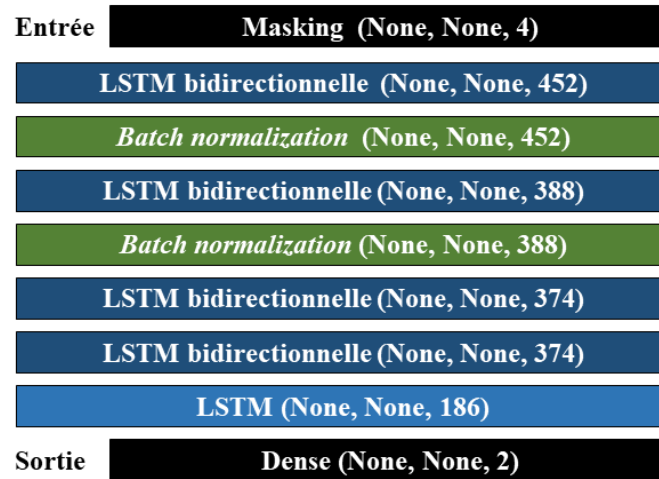 Entrée Masking (None, None, 4)
LSTM bidirectionnelle (None, None, 452)
Batch normalization (None, None, 452)
LSTM bidirectionnelle (None, None, 388)
Batch normalization (None, None, 388)
LSTM bidirectionnelle (None, None, 374)
LSTM bidirectionnelle (None, None, 374)
LSTM (None, None, 186)
Sortie Dense (None, None, 2)